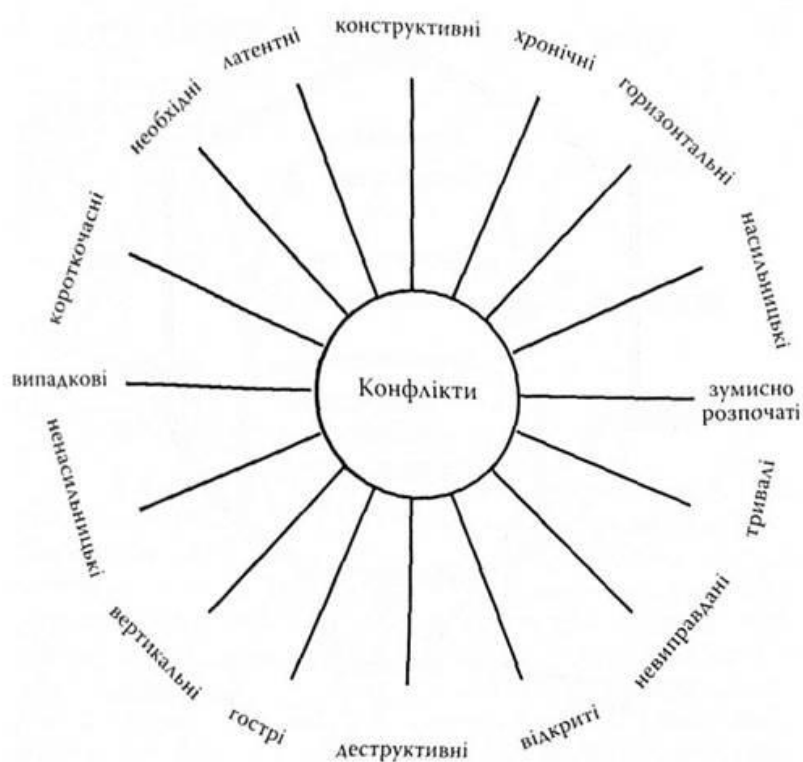 конструктивні
хронічні
горизонтальні
насильницькі
зумисно
розпочаті
тривалі
невиправдані
відкриті
деструктивні
гострі
вертикальні
ненасильницькі
випадкові
короткочасні
необхідні
латентні
Конфлікти